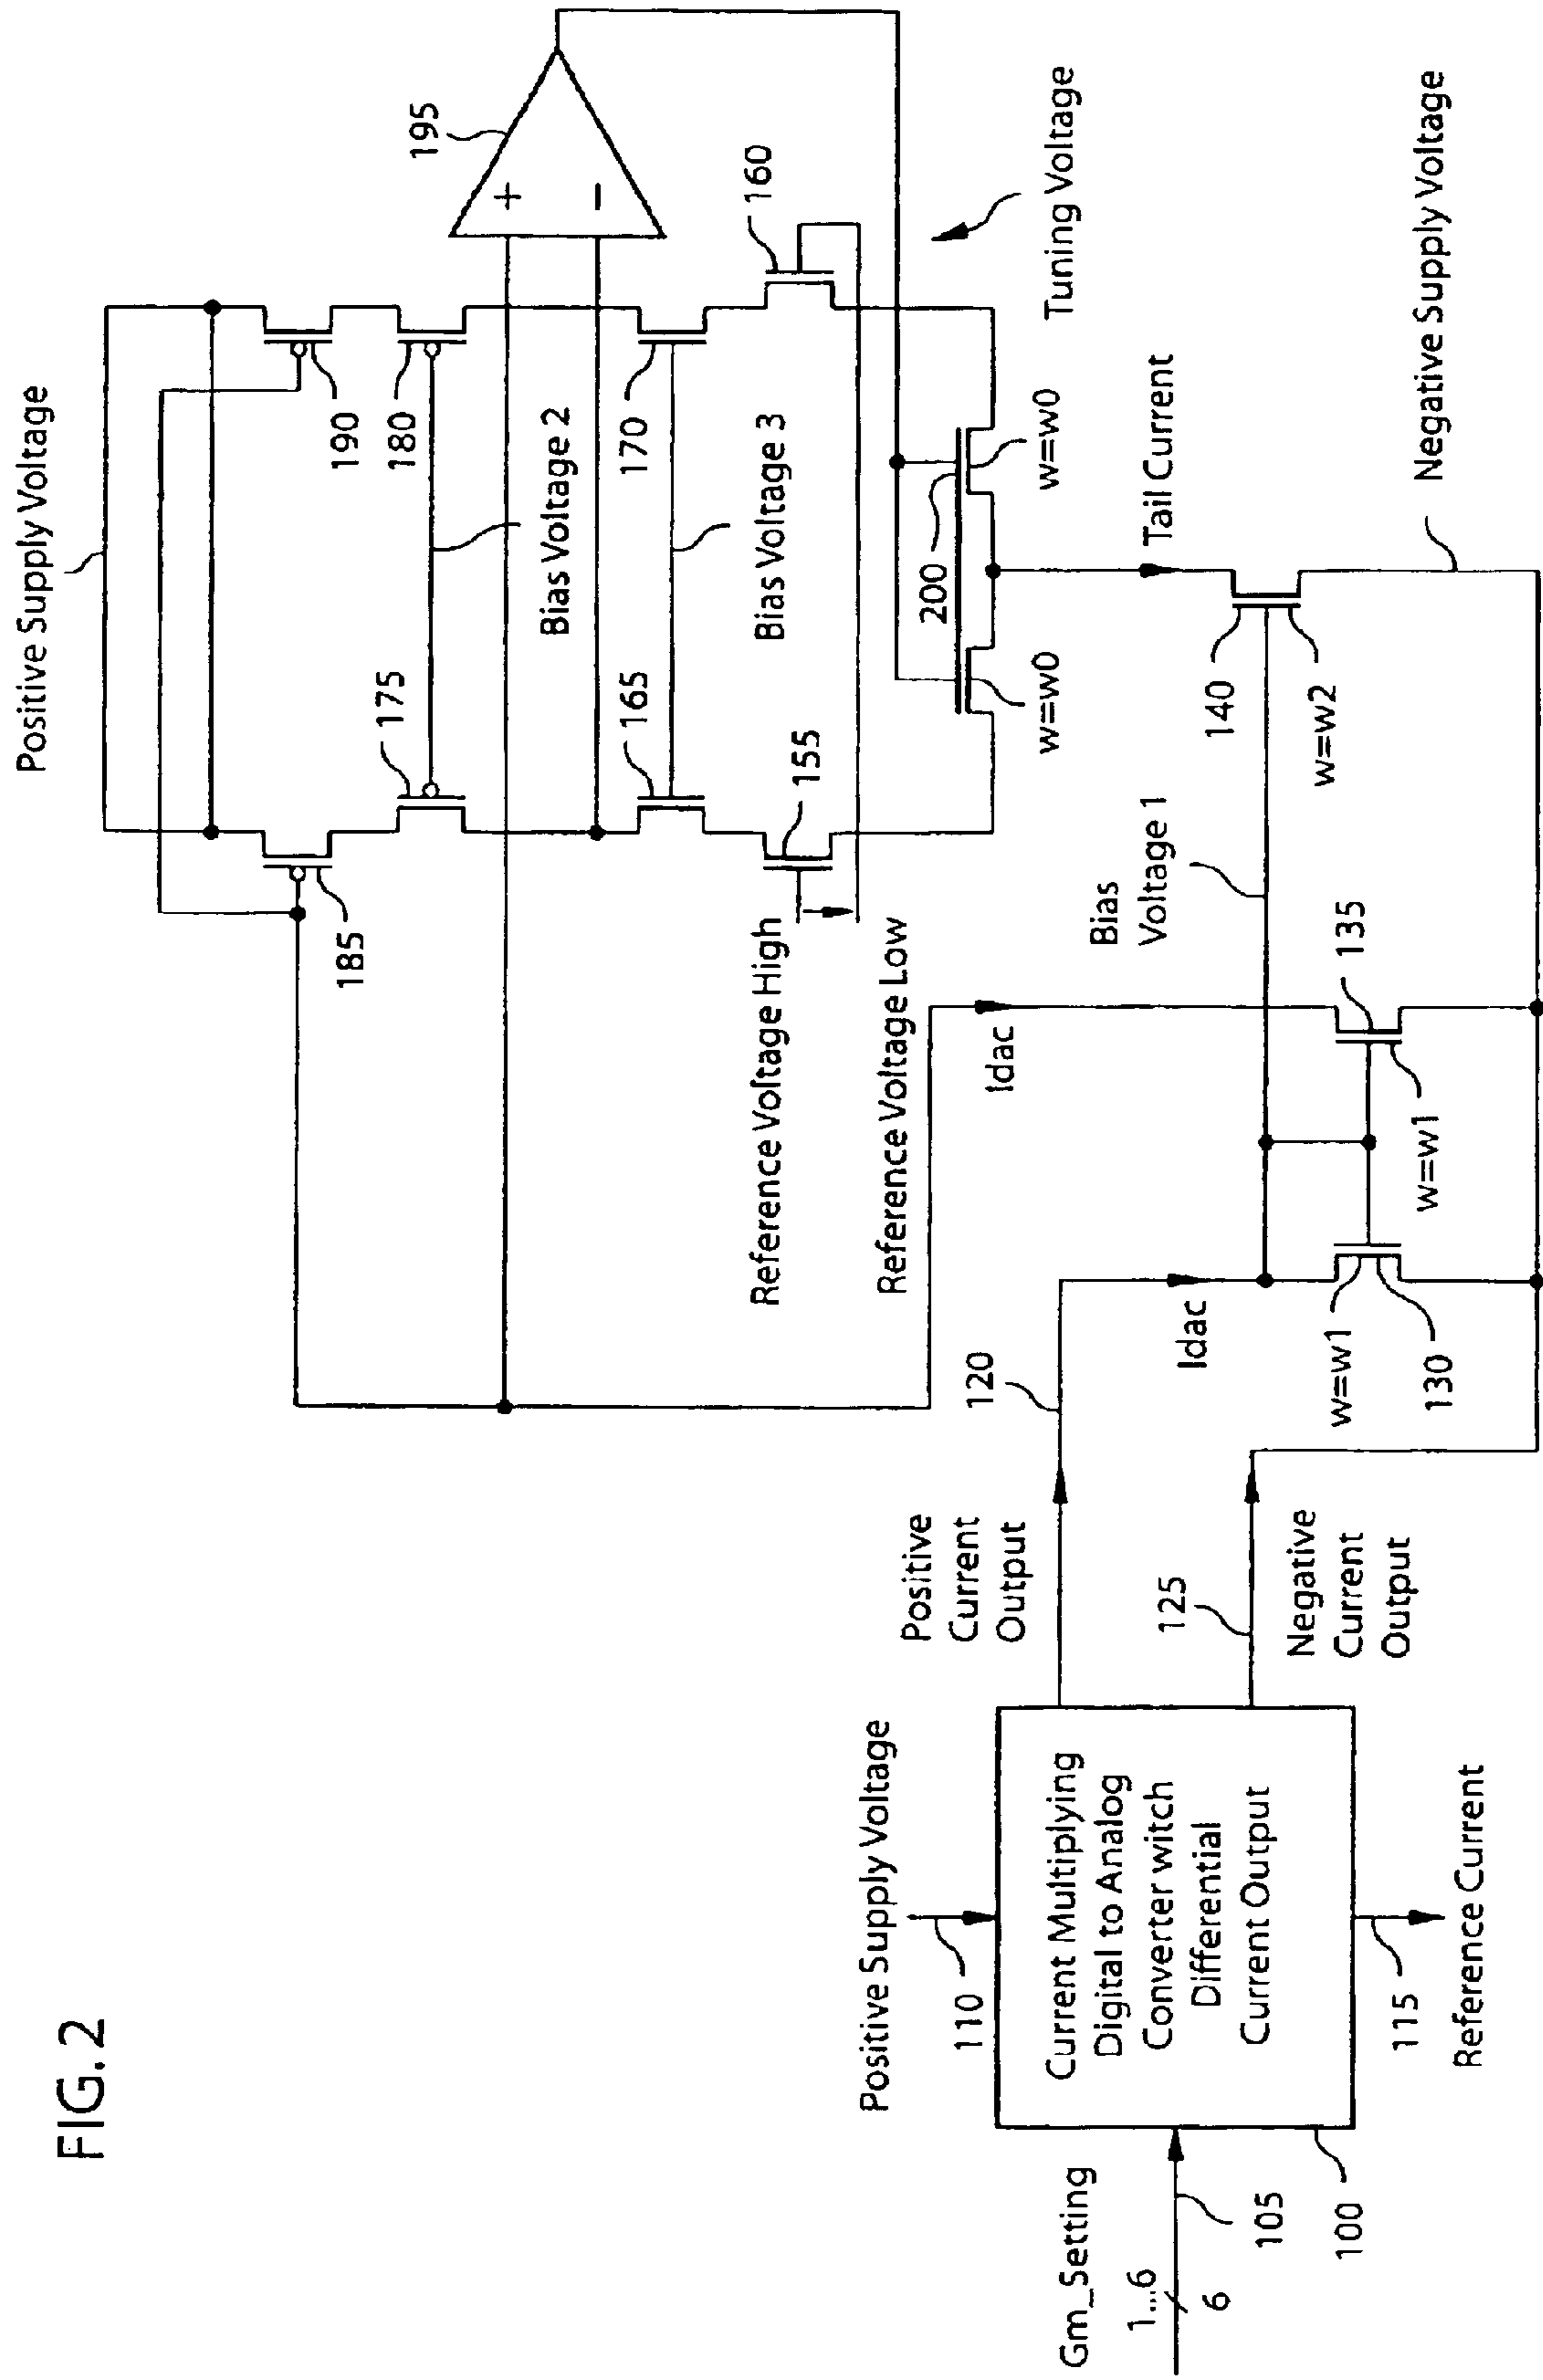 FIG. 2
Positive Supply Voltage
195
190
180
175
Bias Voltage 2
185
170
165
Bias Voltage 3
160
155
Reference Voltage High
Reference Voltage Low
200
w=w0
w=w0
Tuning Voltage
Tail Current
Negative Supply Voltage
140
w=w2
Bias
Voltage 1
135
w=w1
Idac
Idac
w=w1
130
120
Positive
Current
Output
125
Negative
Current
Output
Positive Supply Voltage
110
Current Multiplying
Digital to Analog
Converter witch
Differential
Current Output
115
Reference Current
Gm_Setting
1...6
6
105
100
+
−